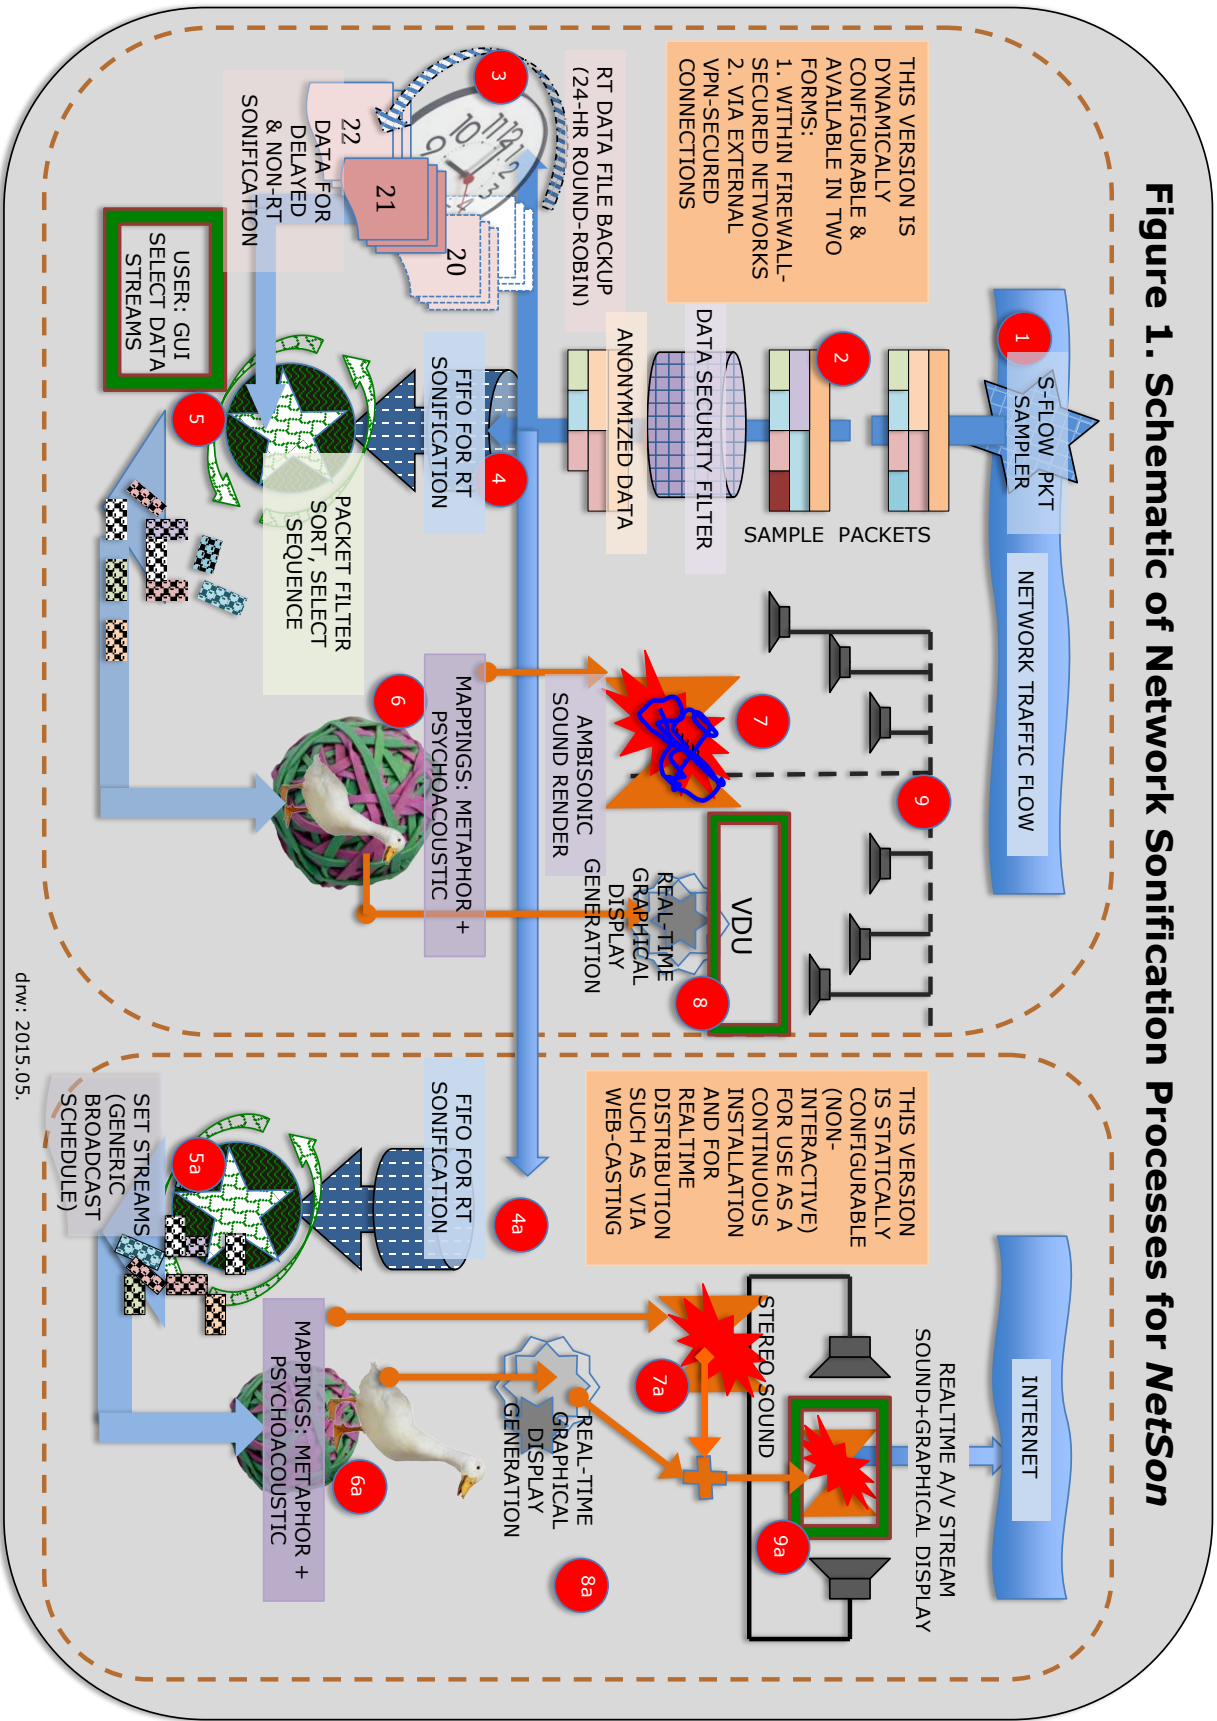 Figure 1. Schematic of Network Sonification Processes for NetSon
1
S-FLOW PKT
SAMPLER
NETWORK TRAFFIC FLOW
THIS VERSION IS
DYNAMICALLY
CONFIGURABLE &
AVAILABLE IN TWO
FORMS:
1. WITHIN FIREWALL-
SECURED NETWORKS
2. VIA EXTERNAL
VPN-SECURED
CONNECTIONS
2
SAMPLE PACKETS
DATA SECURITY FILTER
ANONYMIZED DATA
RT DATA FILE BACKUP
(24-HR ROUND-ROBIN)
3
12
11
10
9
2
3
4
20
21
22
DATA FOR
DELAYED
& NON-RT
SONIFICATION
4
FIFO FOR RT
SONIFICATION
USER: GUI
SELECT DATA
STREAMS
5
PACKET FILTER
SORT, SELECT
SEQUENCE
6
MAPPINGS: METAPHOR +
PSYCHOACOUSTIC
7
AMBISONIC
SOUND RENDER
8
VDU
REAL-TIME
GRAPHICAL
DISPLAY
GENERATION
9
THIS VERSION
IS STATICALLY
CONFIGURABLE
(NON-
INTERACTIVE)
FOR USE AS A
CONTINUOUS
INSTALLATION
AND FOR
REALTIME
DISTRIBUTION
SUCH AS VIA
WEB-CASTING
4a
FIFO FOR RT
SONIFICATION
5a
SET STREAMS
(GENERIC
BROADCAST
SCHEDULE)
6a
MAPPINGS: METAPHOR +
PSYCHOACOUSTIC
7a
STEREO SOUND
8a
REAL-TIME
GRAPHICAL
DISPLAY
GENERATION
9a
REALTIME A/V STREAM
SOUND+GRAPHICAL DISPLAY
INTERNET
drw: 2015.05.